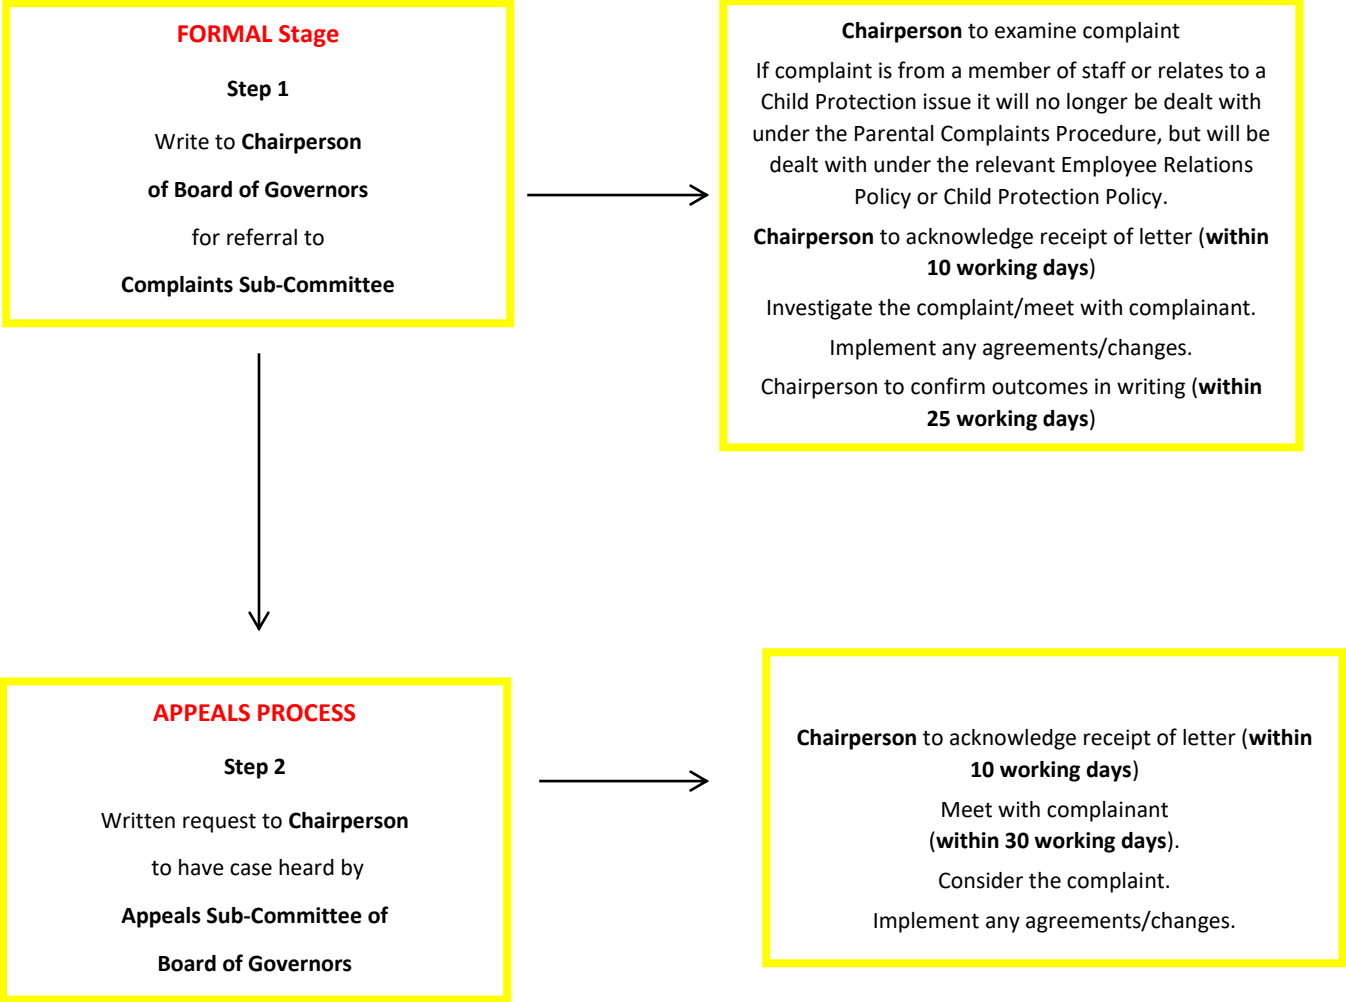 FORMAL Stage
Step 1
Write to Chairperson
of Board of Governors
for referral to
Complaints Sub-Committee
Chairperson to examine complaint
If complaint is from a member of staff or relates to a
Child Protection issue it will no longer be dealt with
under the Parental Complaints Procedure, but will be
dealt with under the relevant Employee Relations
Policy or Child Protection Policy.
Chairperson to acknowledge receipt of letter (within
10 working days)
Investigate the complaint/meet with complainant.
Implement any agreements/changes.
Chairperson to confirm outcomes in writing (within
25 working days)
APPEALS PROCESS
Step 2
Written request to Chairperson
to have case heard by
Appeals Sub-Committee of
Board of Governors
Chairperson to acknowledge receipt of letter (within
10 working days)
Meet with complainant
(within 30 working days).
Consider the complaint.
Implement any agreements/changes.